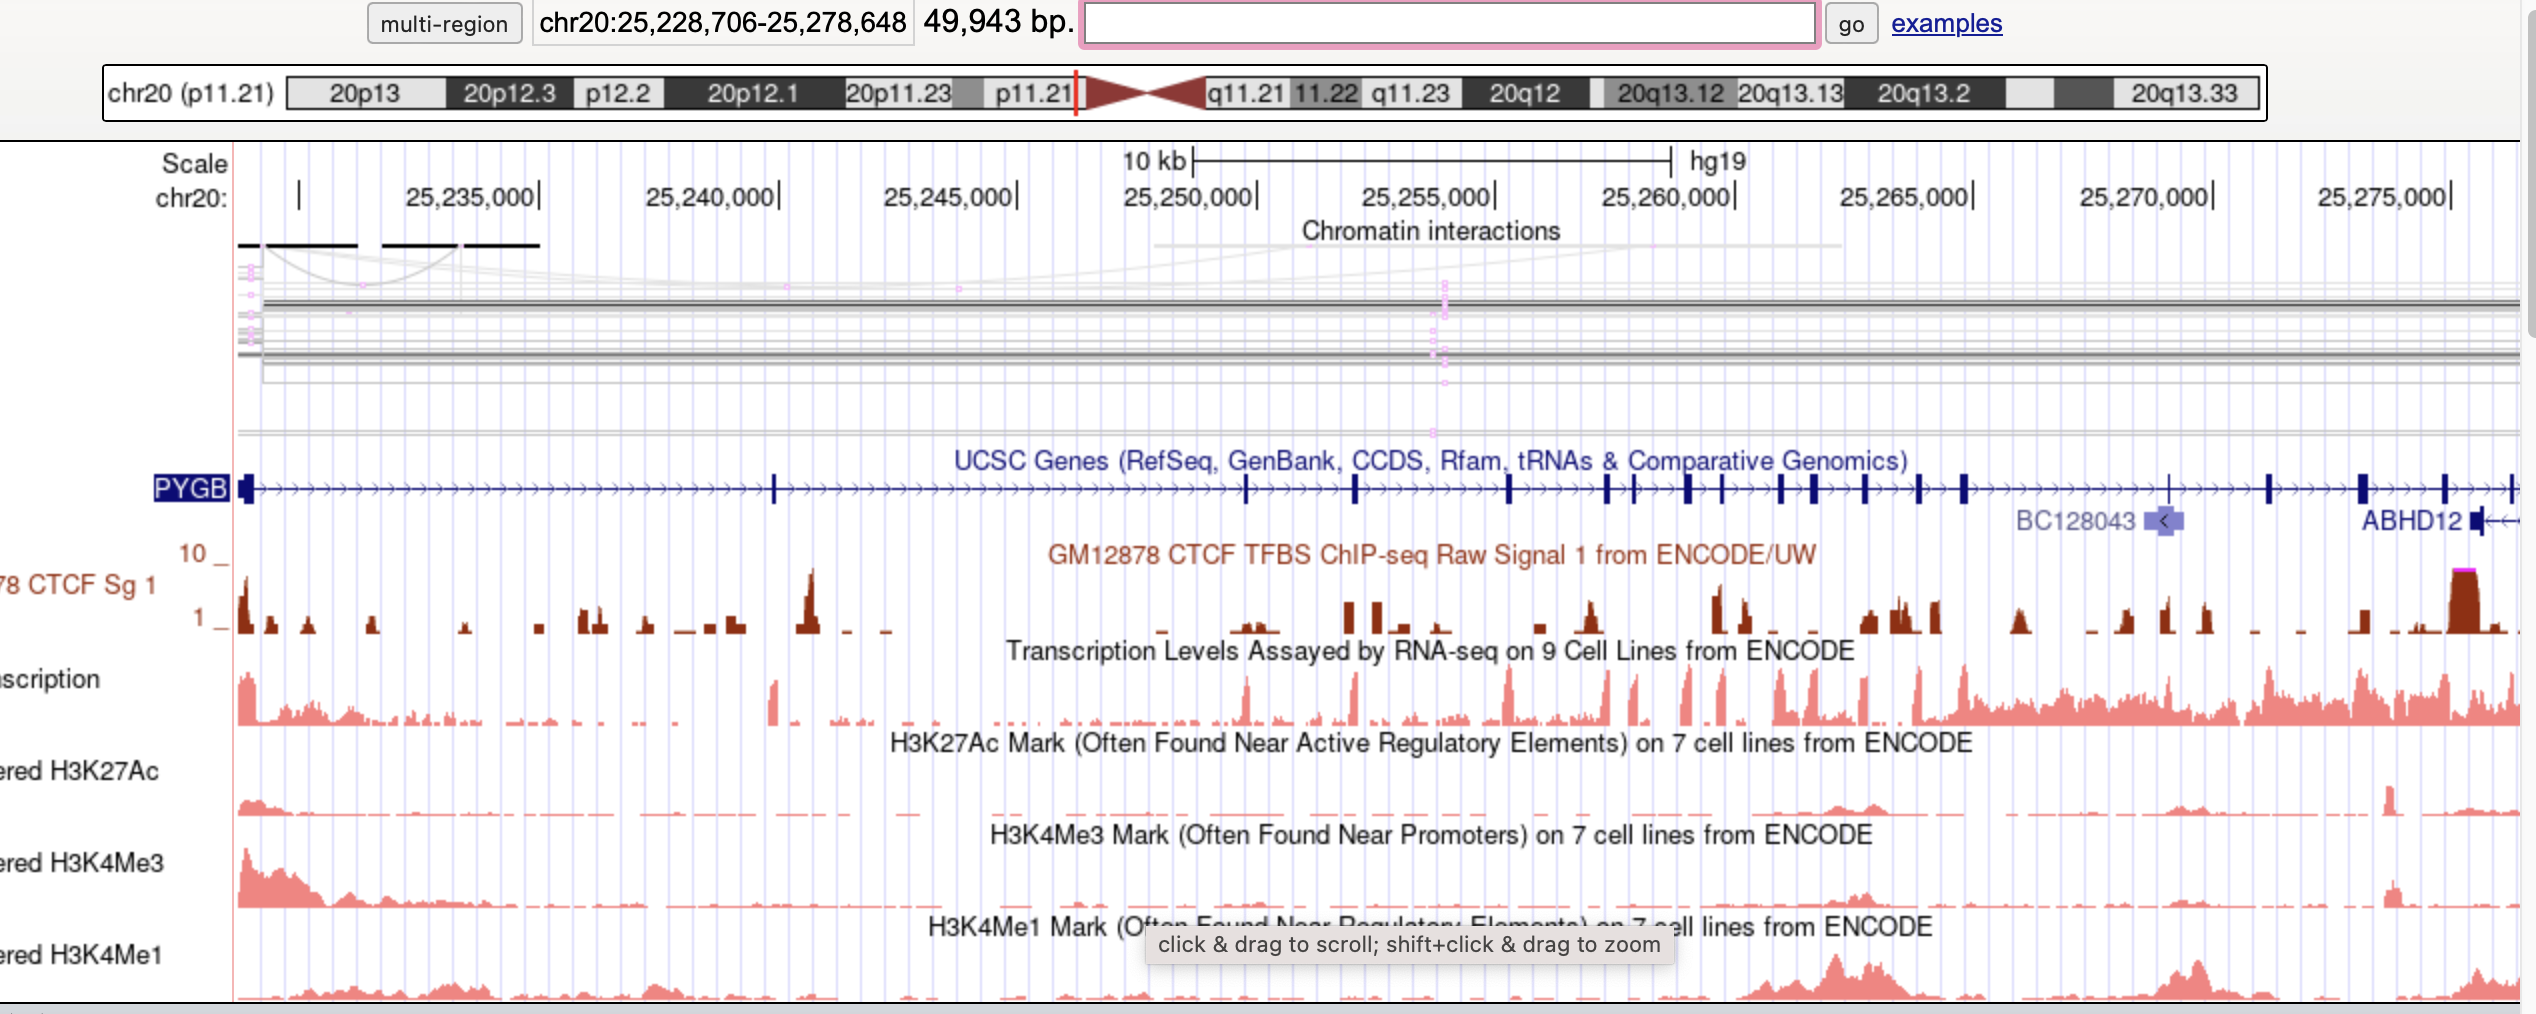 multi-region chr20:25,228,706-25,278,648 49,943 bp. go examples
chr20 (p11.21) 20p13 20p12.3 p12.2 20p12.1 20p11.23 p11.21 q11.21 11.22 q11.23 20q12 20q13.12 20q13.13 20q13.2 20q13.33
Scale 10 kb hg19
chr20: 25,235,000 25,240,000 25,245,000 25,250,000 25,255,000 25,260,000 25,265,000 25,270,000 25,275,000
Chromatin interactions
UCSC Genes (RefSeq, GenBank, CCDS, Rfam, tRNAs & Comparative Genomics)
PYGB
BC128043 ABHD12
10 _ GM12878 CTCF TFBS ChIP-seq Raw Signal 1 from ENCODE/UW
78 CTCF Sg 1
1 _
Transcription Levels Assayed by RNA-seq on 9 Cell Lines from ENCODE
scription
H3K27Ac Mark (Often Found Near Active Regulatory Elements) on 7 cell lines from ENCODE
ered H3K27Ac
H3K4Me3 Mark (Often Found Near Promoters) on 7 cell lines from ENCODE
ered H3K4Me3
H3K4Me1 Mark (Often Found Near Regulatory Elements) on 7 cell lines from ENCODE
click & drag to scroll; shift+click & drag to zoom
ered H3K4Me1